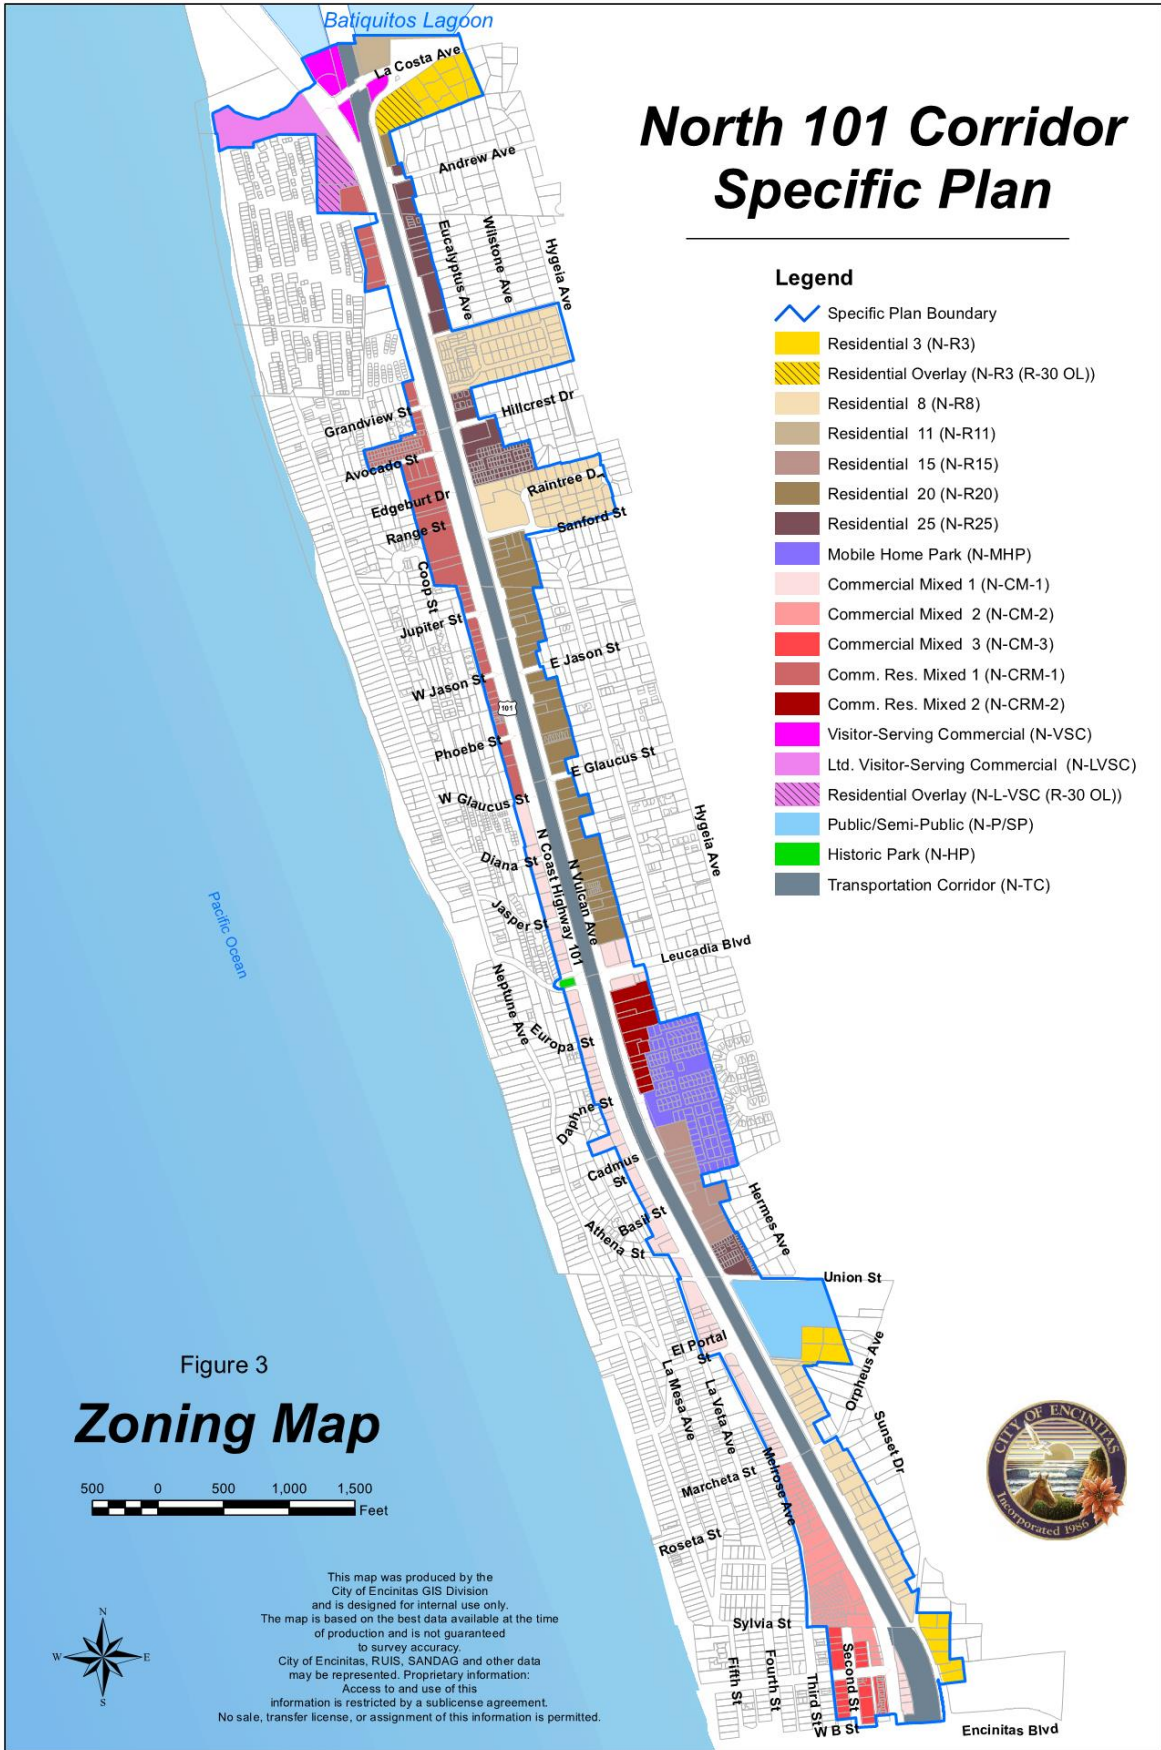 Batiquitos Lagoon
La Costa Ave
North 101 Corridor
Specific Plan
Andrew Ave
Eucalyptus Ave
Wilstone Ave
Hygeia Ave
Legend
Specific Plan Boundary
Residential 3 (N-R3)
Residential Overlay (N-R3 (R-30 OL))
Residential 8 (N-R8)
Residential 11 (N-R11)
Residential 15 (N-R15)
Residential 20 (N-R20)
Residential 25 (N-R25)
Mobile Home Park (N-MHP)
Commercial Mixed 1 (N-CM-1)
Commercial Mixed 2 (N-CM-2)
Commercial Mixed 3 (N-CM-3)
Comm. Res. Mixed 1 (N-CRM-1)
Comm. Res. Mixed 2 (N-CRM-2)
Visitor-Serving Commercial (N-VSC)
Ltd. Visitor-Serving Commercial (N-LVSC)
Residential Overlay (N-L-VSC (R-30 OL))
Public/Semi-Public (N-P/SP)
Historic Park (N-HP)
Transportation Corridor (N-TC)
Grandview St
Hillcrest Dr
Avocado St
Raintree D
Edgeburt Dr
Sanford St
Range St
Coop St
Jupiter St
E Jason St
W Jason St
101
Phoebe St
E Glaucus St
W Glaucus St
Hygeia Ave
Diana St
N Coast Highway 101
N Vulcan Ave
Jasper St
Pacific Ocean
Leucadia Blvd
Neptune Ave
Europa St
Daphne St
Cadmus
St
Basil St
Athena St
Hermes Ave
Union St
El Portal
St
Orpheus Ave
La Mesa Ave
La Veta Ave
Sunset Dr
Melrose Ave
Marcheta St
Roseta St
Sylvia St
Fifth St
Fourth St
Third St
Second St
W B St
Encinitas Blvd
Figure 3
Zoning Map
500 0 500 1,000 1,500
Feet
CITY OF ENCINITAS
Incorporated 1986
This map was produced by the
City of Encinitas GIS Division
and is designed for internal use only.
The map is based on the best data available at the time
of production and is not guaranteed
to survey accuracy.
City of Encinitas, RUIS, SANDAG and other data
may be represented. Proprietary information:
Access to and use of this
information is restricted by a sublicense agreement.
No sale, transfer license, or assignment of this information is permitted.
N
W E
S